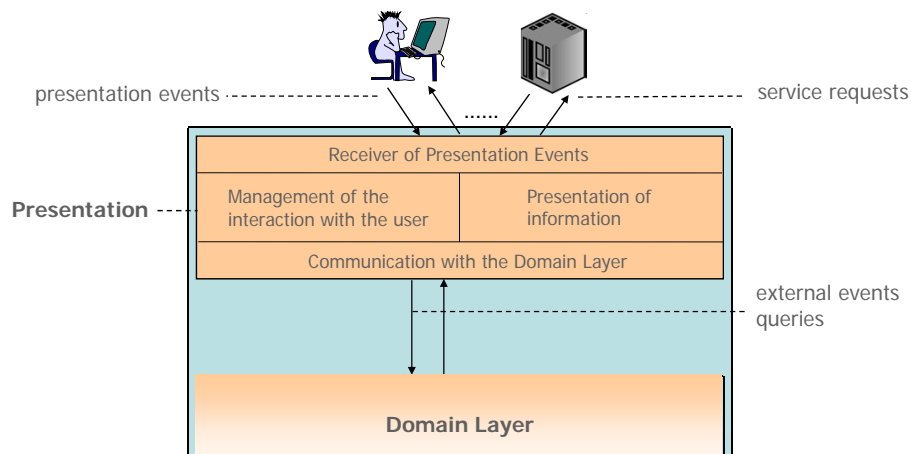 presentation events
service requests
......
Receiver of Presentation Events
Presentation
Management of the
interaction with the user
Presentation of
information
Communication with the Domain Layer
external events
queries
Domain Layer